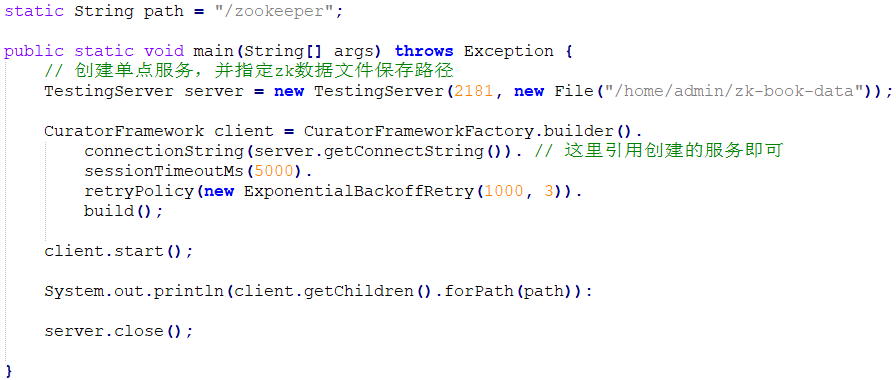 static String path = "/zookeeper";
public static void main(String[] args) throws Exception {
// 创建单点服务，并指定zk数据文件保存路径
TestingServer server = new TestingServer(2181, new File("/home/admin/zk-book-data"));
CuratorFramework client = CuratorFrameworkFactory.builder().
connectionString(server.getConnectString()). // 这里引用创建的服务即可
sessionTimeoutMs(5000).
retryPolicy(new ExponentialBackoffRetry(1000, 3)).
build();
client.start();
System.out.println(client.getChildren().forPath(path)):
server.close();
}